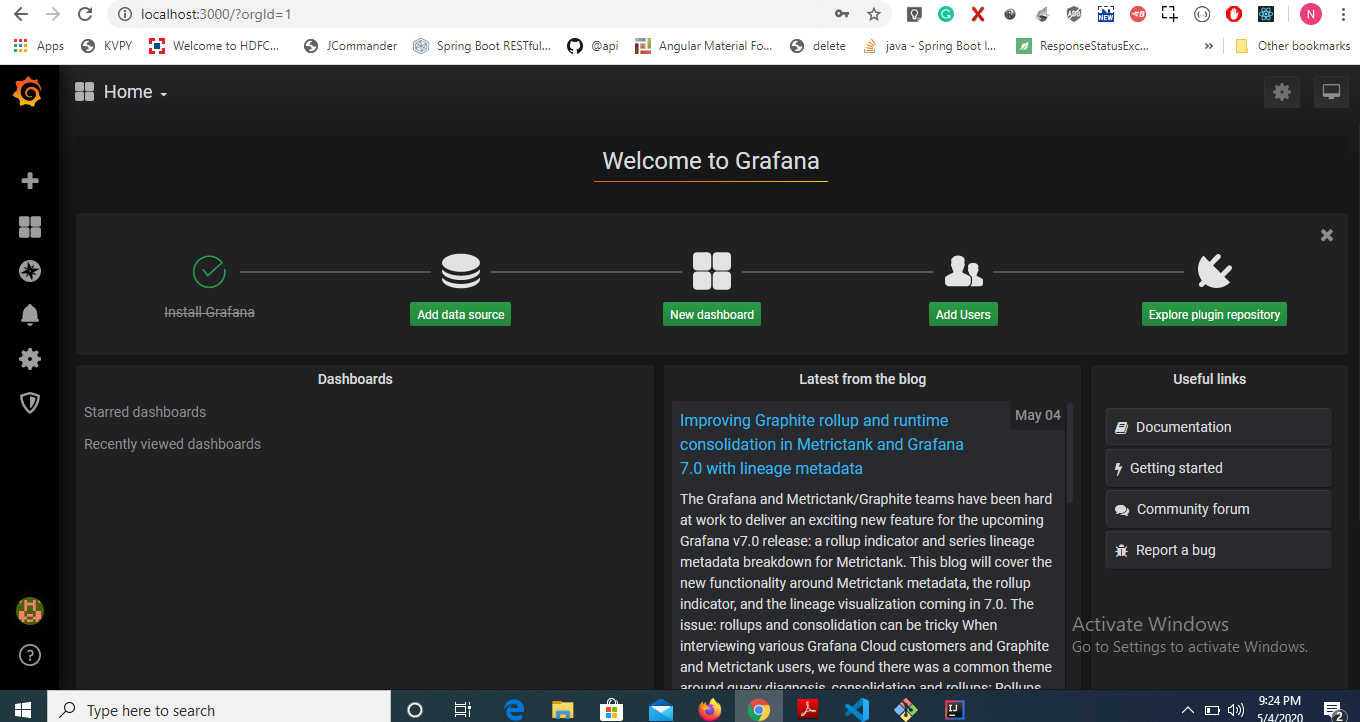 localhost:3000/?orgId=1
N
Apps KVPY Welcome to HDFC... JCommander Spring Boot RESTful... @api Angular Material Fo... delete java - Spring Boot I... ResponseStatusExc... » Other bookmarks
Home
Welcome to Grafana
Install Grafana
Add data source
New dashboard
Add Users
Explore plugin repository
Dashboards
Starred dashboards
Recently viewed dashboards
Latest from the blog
May 04
Improving Graphite rollup and runtime
consolidation in Metrictank and Grafana
7.0 with lineage metadata
The Grafana and Metrictank/Graphite teams have been hard
at work to deliver an exciting new feature for the upcoming
Grafana v7.0 release: a rollup indicator and series lineage
metadata breakdown for Metrictank. This blog will cover the
new functionality around Metrictank metadata, the rollup
indicator, and the lineage visualization coming in 7.0. The
issue: rollups and consolidation can be tricky When
interviewing various Grafana Cloud customers and Graphite
and Metrictank users, we found there was a common theme
around query diagnosis, consolidation and rollups: Rollups
Useful links
Documentation
Getting started
Community forum
Report a bug
Activate Windows
Go to Settings to activate Windows.
Type here to search
9:24 PM
5/4/2020
2